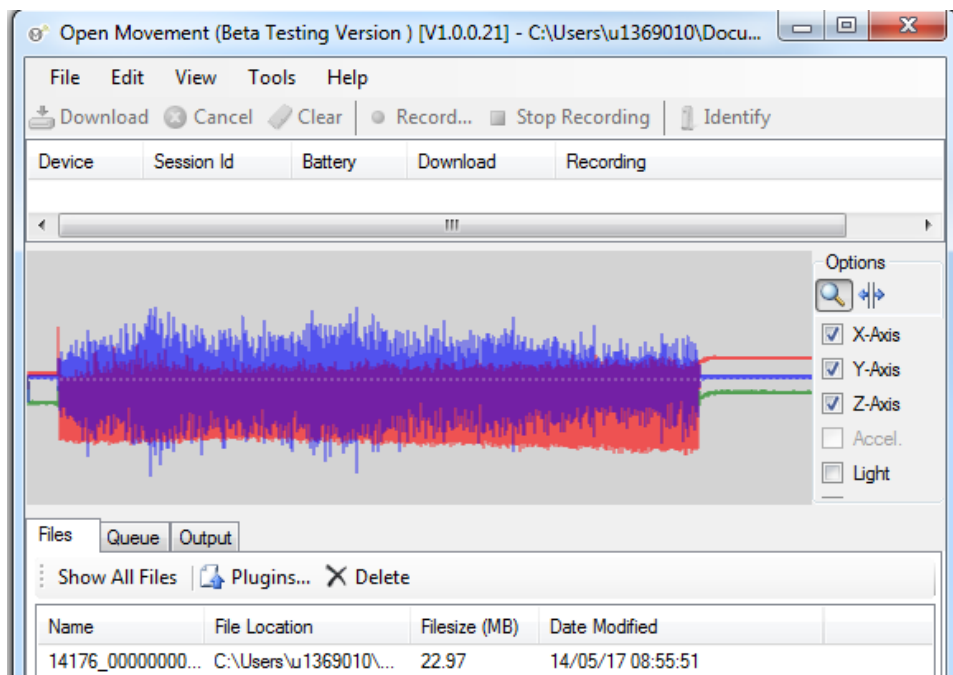 Open Movement (Beta Testing Version ) [V1.0.0.21] - C:\Users\u1369010\Docu...
File Edit View Tools Help
Download Cancel Clear Record... Stop Recording Identify
Device Session Id Battery Download Recording
Options
X-Axis
Y-Axis
Z-Axis
Accel.
Light
Files Queue Output
Show All Files Plugins... Delete
Name File Location Filesize (MB) Date Modified
14176_00000000... C:\Users\u1369010\... 22.97 14/05/17 08:55:51